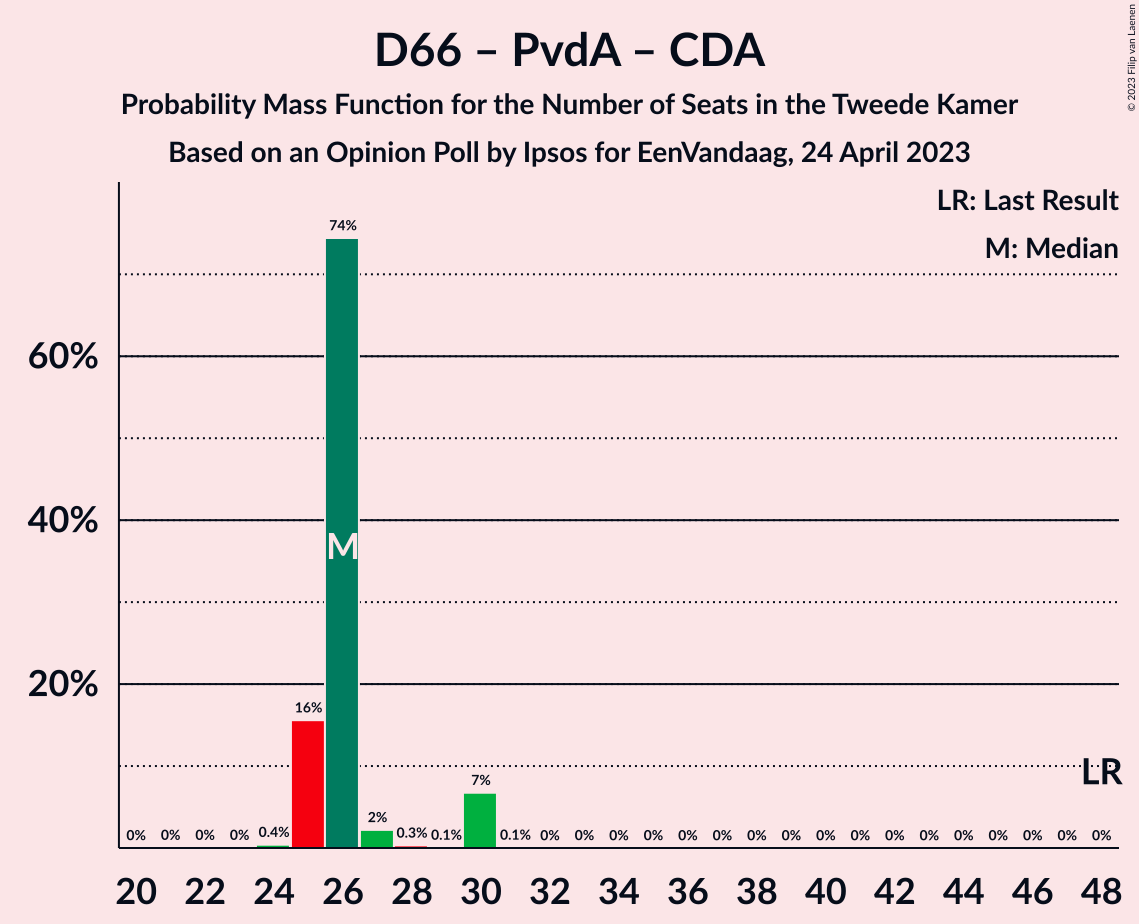 D66 – PvdA – CDA
Probability Mass Function for the Number of Seats in the Tweede Kamer
Based on an Opinion Poll by Ipsos for EenVandaag, 24 April 2023
© 2023 Filip van Laenen
LR: Last Result
M: Median
74%
60%
40%
M
20%
16%
LR
7%
2%
0% 0% 0% 0% 0.4% 0.3% 0.1% 0.1% 0% 0% 0% 0% 0% 0% 0% 0% 0% 0% 0% 0% 0% 0% 0% 0% 0%
20 22 24 26 28 30 32 34 36 38 40 42 44 46 48